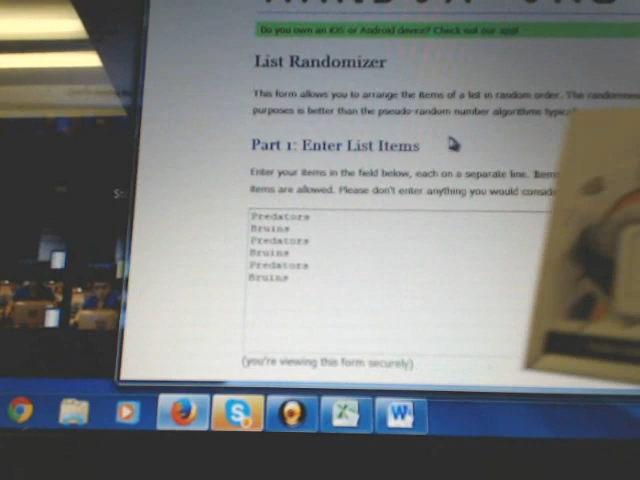 Do you own an iOS or Android device? Check out our app!
List Randomizer
This form allows you to arrange the items of a list in random order. The randomness
purposes is better than the pseudo-random number algorithms typica
Part 1: Enter List Items
Enter your items in the field below, each on a separate line. Items
items are allowed. Please don't enter anything you would conside
Predators
Bruins
Predators
Bruins
Predators
Bruins
(you're viewing this form securely)